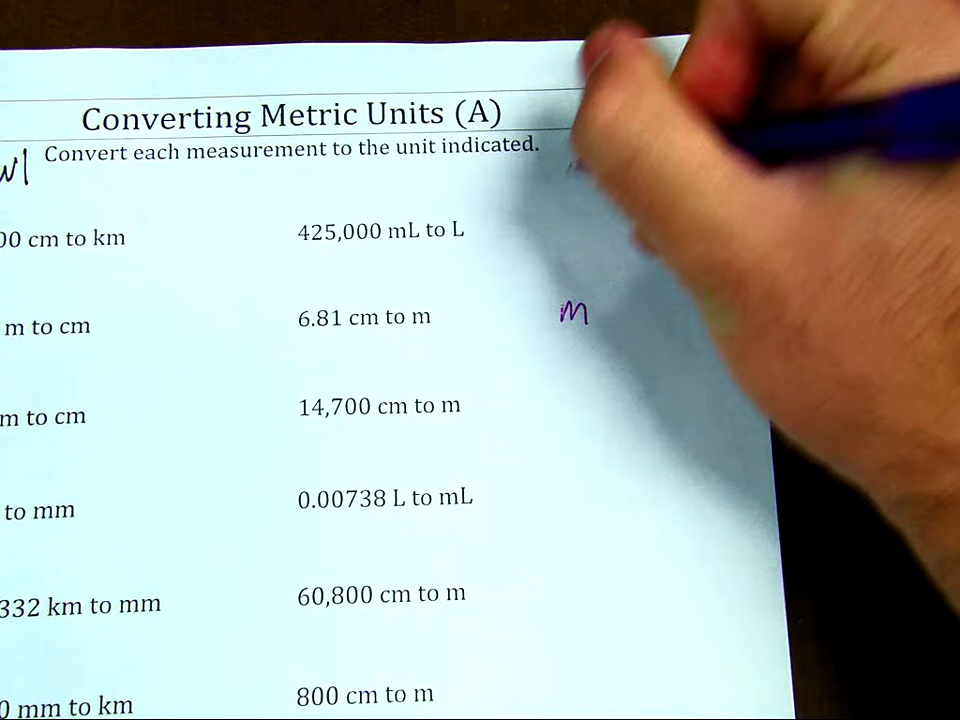 Converting Metric Units (A)
Convert each measurement to the unit indicated.
00 cm to km 425,000 mL to L
m to cm 6.81 cm to m m
m to cm 14,700 cm to m
to mm 0.00738 L to mL
332 km to mm 60,800 cm to m
0 mm to km 800 cm to m